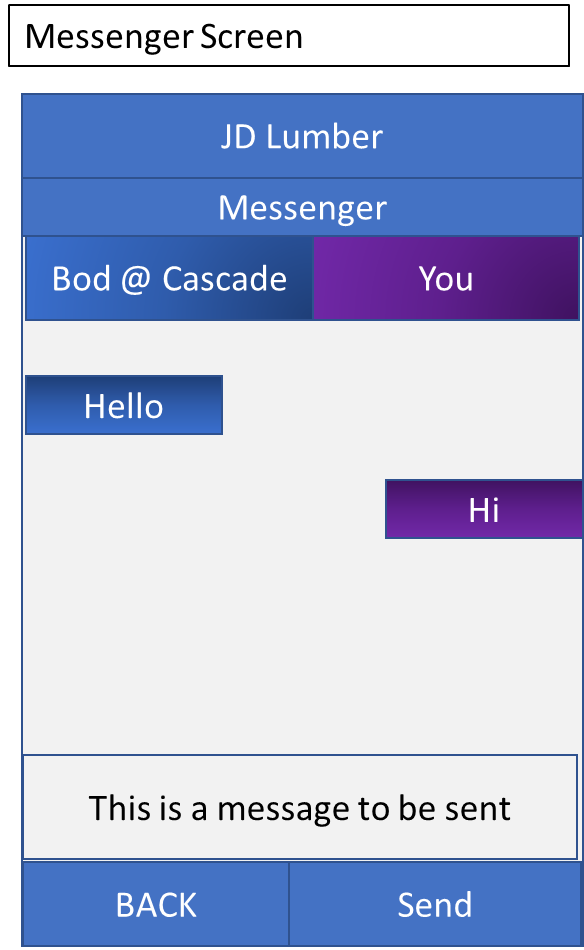 Messenger Screen
JD Lumber
Messenger
Bod @ Cascade
You
Hello
Hi
This is a message to be sent
BACK
Send